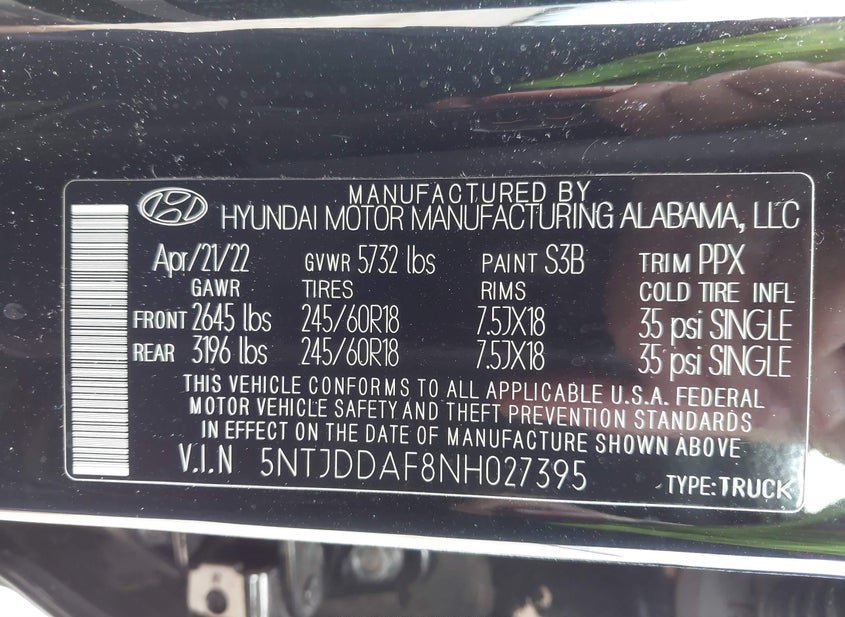 MANUFACTURED BY
HYUNDAI MOTOR MANUFACTURING ALABAMA, LLC
Apr/21/22 GVWR 5732 lbs PAINT S3B TRIM PPX
GAWR TIRES RIMS COLD TIRE INFL
FRONT 2645 lbs 245/60R18 7.5JX18 35 psi SINGLE
REAR 3196 lbs 245/60R18 7.5JX18 35 psi SINGLE
THIS VEHICLE CONFORMS TO ALL APPLICABLE U.S.A. FEDERAL
MOTOR VEHICLE SAFETY AND THEFT PREVENTION STANDARDS
IN EFFECT ON THE DATE OF MANUFACTURE SHOWN ABOVE
V.I.N 5NTJDDAF8NH027395
TYPE:TRUCK